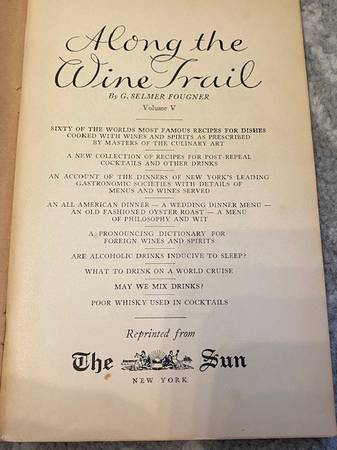 Along the
Wine Trail
By G. SELMER FOUGNER
Volume V
SIXTY OF THE WORLDS MOST FAMOUS RECIPES FOR DISHES
COOKED WITH WINES AND SPIRITS AS PRESCRIBED
BY MASTERS OF THE CULINARY ART
A NEW COLLECTION OF RECIPES FOR POST-REPEAL
COCKTAILS AND OTHER DRINKS
AN ACCOUNT OF THE DINNERS OF NEW YORK'S LEADING
GASTRONOMIC SOCIETIES WITH DETAILS OF
MENUS AND WINES SERVED
AN ALL AMERICAN DINNER — A WEDDING DINNER MENU —
AN OLD FASHIONED OYSTER ROAST — A MENU
OF PHILOSOPHY AND WIT
A PRONOUNCING DICTIONARY FOR
FOREIGN WINES AND SPIRITS
ARE ALCOHOLIC DRINKS INDUCIVE TO SLEEP?
WHAT TO DRINK ON A WORLD CRUISE
MAY WE MIX DRINKS?
POOR WHISKY USED IN COCKTAILS
Reprinted from
The Sun
NEW YORK